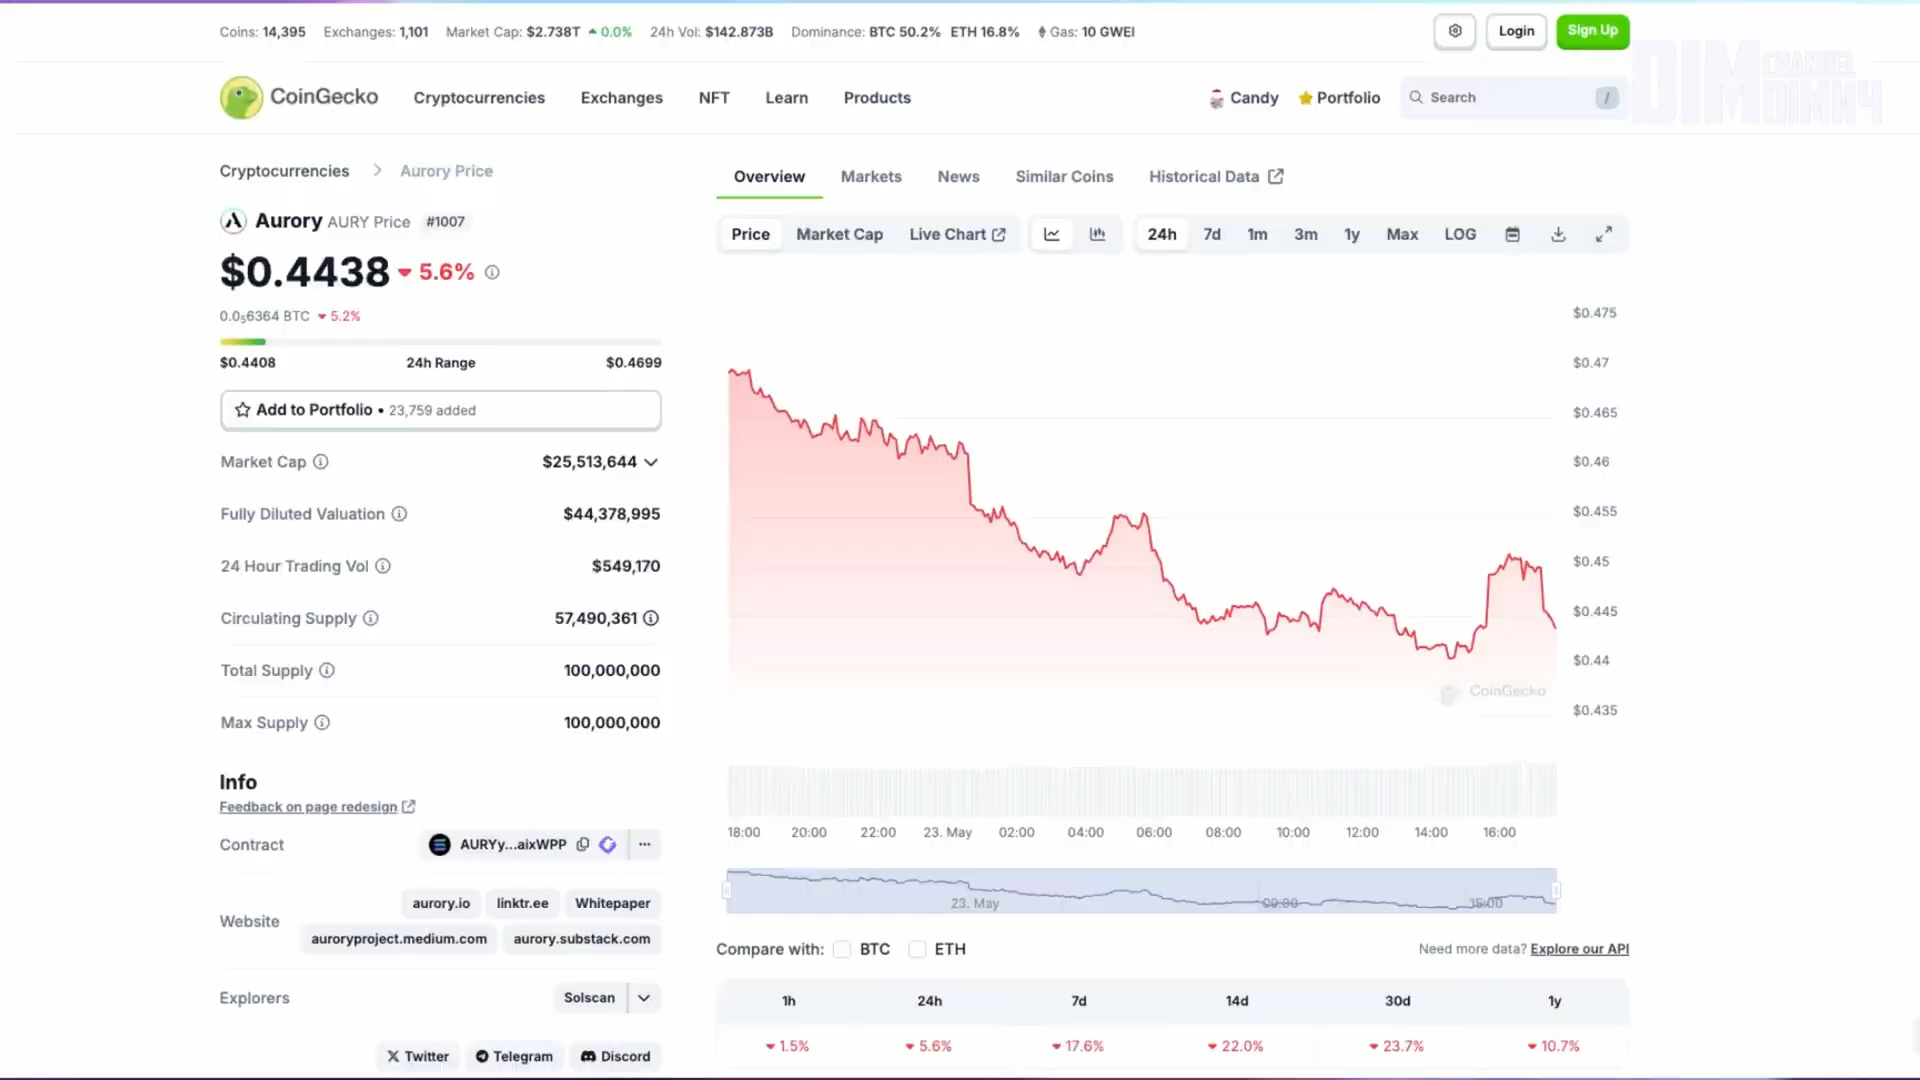 Coins: 14,395 Exchanges: 1,101 Market Cap: $2.738T 0.0% 24h Vol: $142.873B Dominance: BTC 50.2% ETH 16.8% Gas: 10 GWEI Login Sign Up
CoinGecko Cryptocurrencies Exchanges NFT Learn Products Candy Portfolio Search /
DIM CHANNEL
Cryptocurrencies > Aurory Price
Aurory AURY Price #1007
$0.4438 5.6%
0.0₅6364 BTC 5.2%
$0.4408 24h Range $0.4699
Add to Portfolio • 23,759 added
Market Cap $25,513,644
Fully Diluted Valuation $44,378,995
24 Hour Trading Vol $549,170
Circulating Supply 57,490,361
Total Supply 100,000,000
Max Supply 100,000,000
Info
Feedback on page redesign
Contract AURYy...aixWPP ...
Website aurory.io linktr.ee Whitepaper
auroryproject.medium.com aurory.substack.com
Explorers Solscan
Twitter Telegram Discord
Overview Markets News Similar Coins Historical Data
Price Market Cap Live Chart 24h 7d 1m 3m 1y Max LOG
$0.475
$0.47
$0.465
$0.46
$0.455
$0.45
$0.445
$0.44
CoinGecko
$0.435
18:00 20:00 22:00 23. May 02:00 04:00 06:00 08:00 10:00 12:00 14:00 16:00
23. May 09:00 15:00
Compare with: BTC ETH Need more data? Explore our API
1h 24h 7d 14d 30d 1y
1.5% 5.6% 17.6% 22.0% 23.7% 10.7%